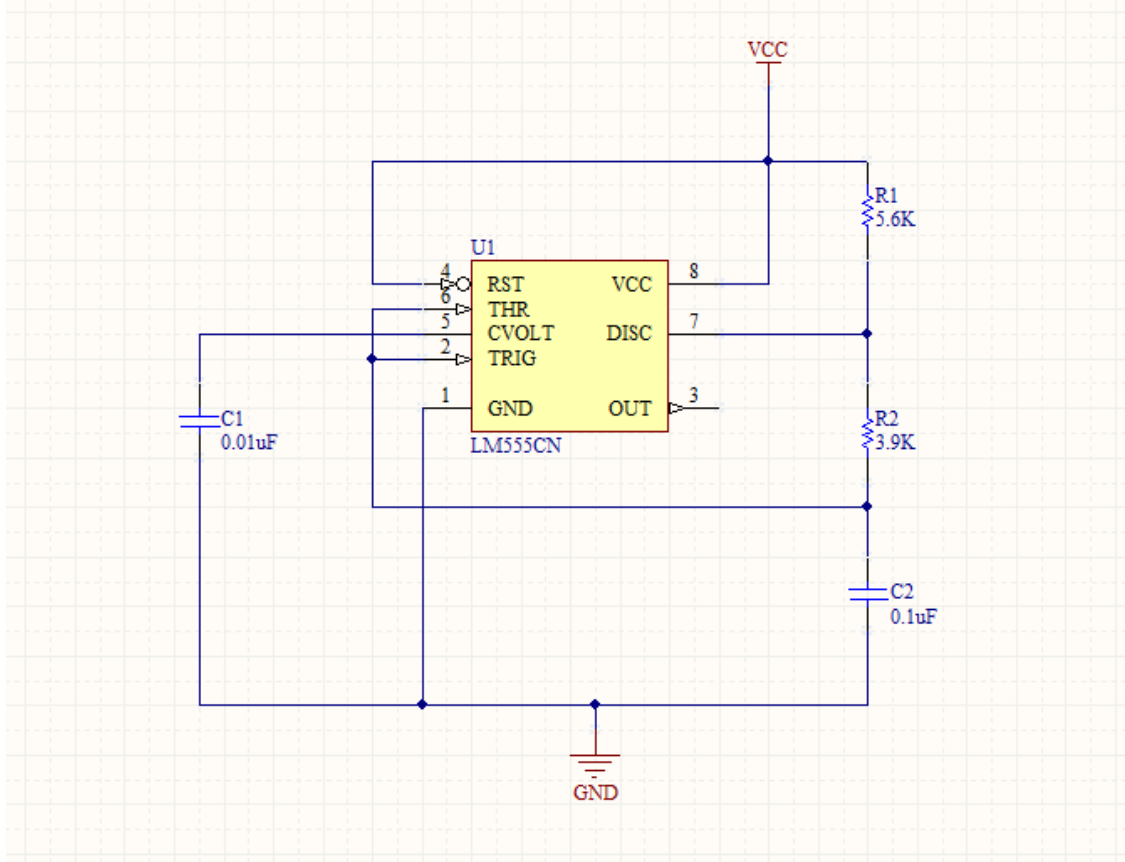 VCC
R1
5.6K
U1
4
RST
VCC
8
6
THR
5
CVOLT
DISC
7
2
TRIG
1
GND
OUT
3
LM555CN
C1
0.01uF
R2
3.9K
C2
0.1uF
GND